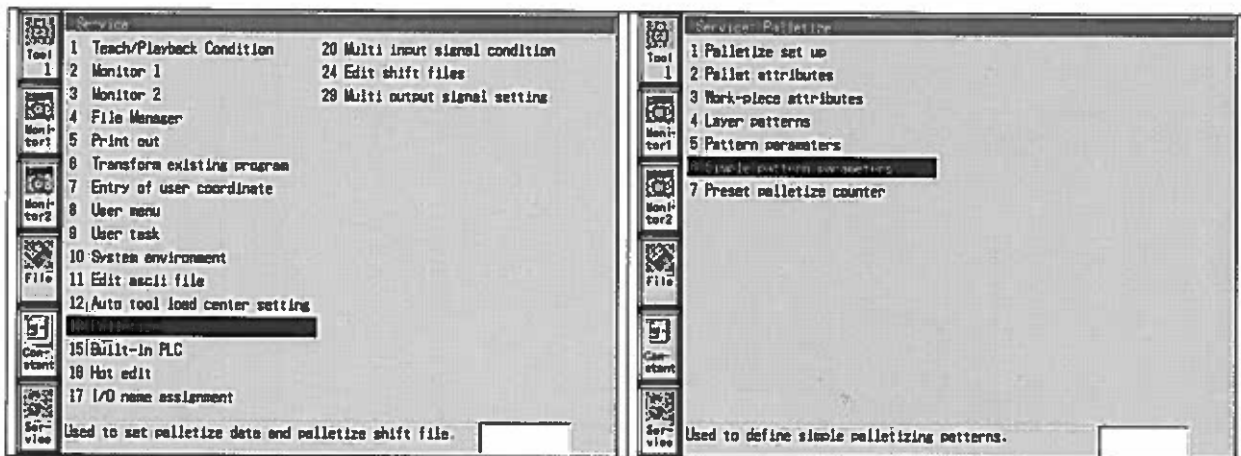 Service
1 Teach/Playback Condition
2 Monitor 1
3 Monitor 2
4 File Manager
5 Print out
6 Transform existing program
7 Entry of user coordinate
8 User menu
9 User task
10 System environment
11 Edit ascii file
12 Auto tool load center setting
15 Built-in PLC
16 Hot edit
17 I/O name assignment
20 Multi input signal condition
24 Edit shift files
29 Multi output signal setting
Used to set palletize data and palletize shift file.
Tool
1
Moni-
tor1
Moni-
tor2
File
Con-
stant
Ser-
vice
Service: Palletize
1 Palletize set up
2 Pallet attributes
3 Work-piece attributes
4 Layer patterns
5 Pattern parameters
6 Simple pattern parameters
7 Preset palletize counter
Used to define simple palletizing patterns.
Tool
1
Moni-
tor1
Moni-
tor2
File
Con-
stant
Ser-
vice